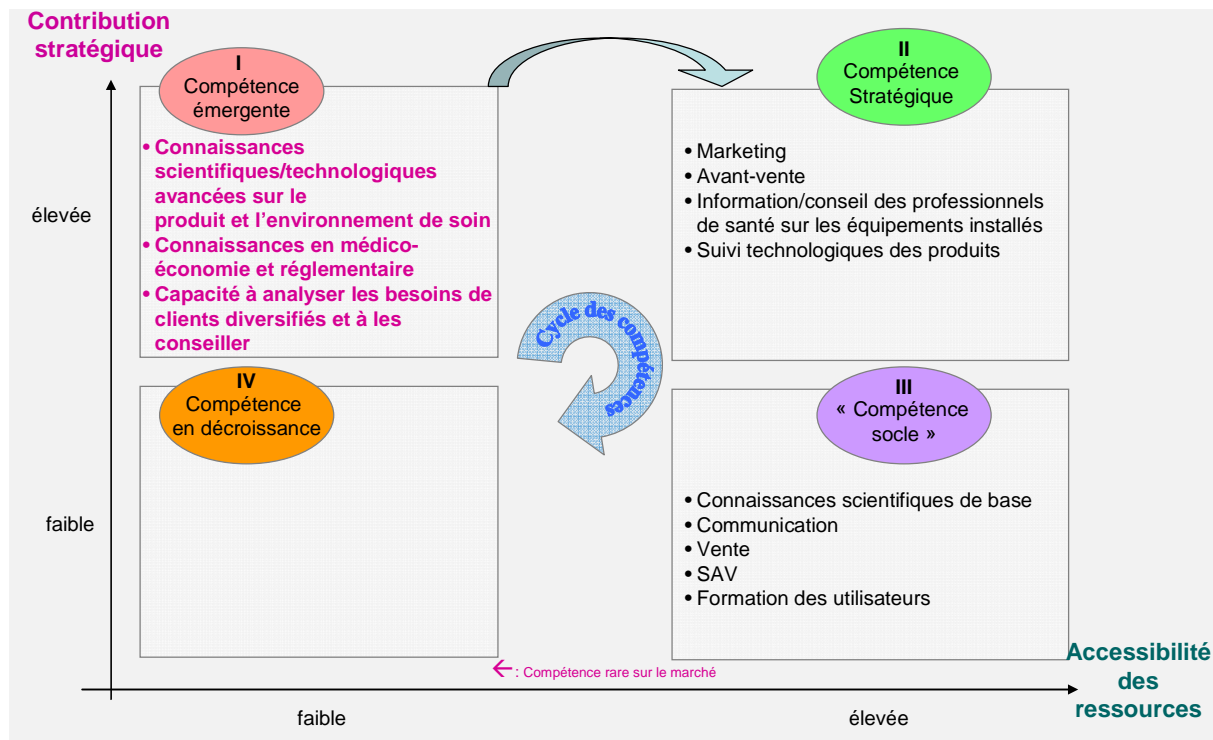 Contribution
stratégique
I
Compétence
émergente
II
Compétence
Stratégique
élevée
• Connaissances
scientifiques/technologiques
avancées sur le
produit et l'environnement de soin
• Connaissances en médico-
économie et réglementaire
• Capacité à analyser les besoins de
clients diversifiés et à les
conseiller
• Marketing
• Avant-vente
• Information/conseil des professionnels
de santé sur les équipements installés
• Suivi technologiques des produits
Cycle des compétences
IV
Compétence
en décroissance
III
« Compétence
socle »
faible
• Connaissances scientifiques de base
• Communication
• Vente
• SAV
• Formation des utilisateurs
← : Compétence rare sur le marché
Accessibilité
des
ressources
faible
élevée